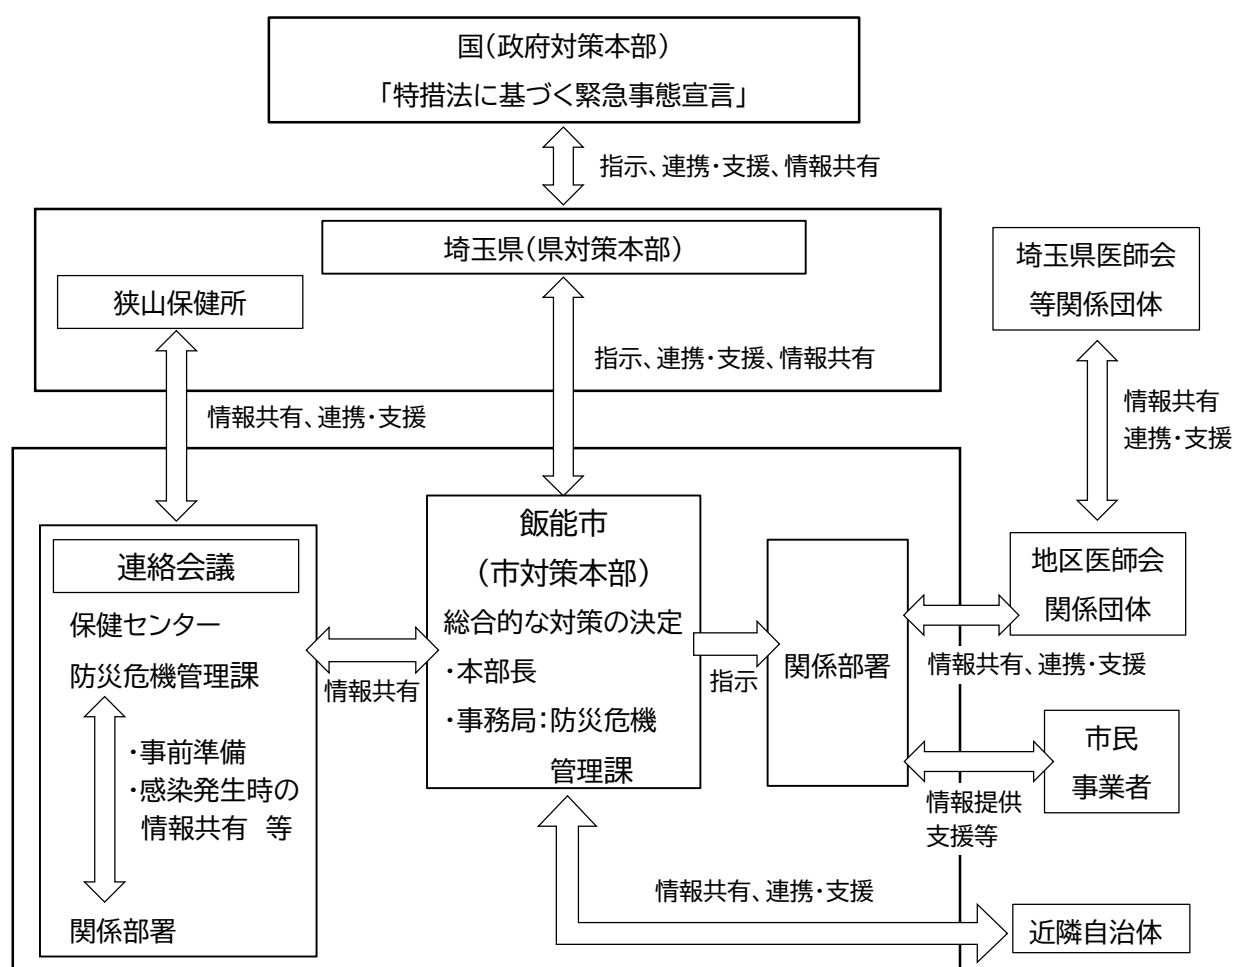 国(政府対策本部)
「特措法に基づく緊急事態宣言」
指示、連携・支援、情報共有
埼玉県(県対策本部)
狭山保健所
指示、連携・支援、情報共有
情報共有、連携・支援
埼玉県医師会
等関係団体
情報共有
連携・支援
連絡会議
保健センター
防災危機管理課
・事前準備
・感染発生時の
情報共有 等
関係部署
情報共有
飯能市
(市対策本部)
総合的な対策の決定
・本部長
・事務局:防災危機
管理課
指示
関係部署
地区医師会
関係団体
情報共有、連携・支援
市民
事業者
情報提供
支援等
情報共有、連携・支援
近隣自治体